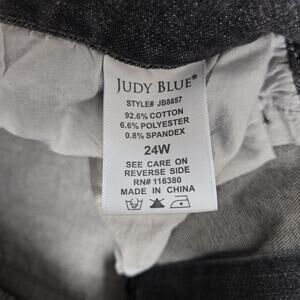 JUDY BLUE®
STYLE# JB8857
92.6% COTTON
6.6% POLYESTER
0.8% SPANDEX
24W
SEE CARE ON
REVERSE SIDE
RN# 116380
MADE IN CHINA